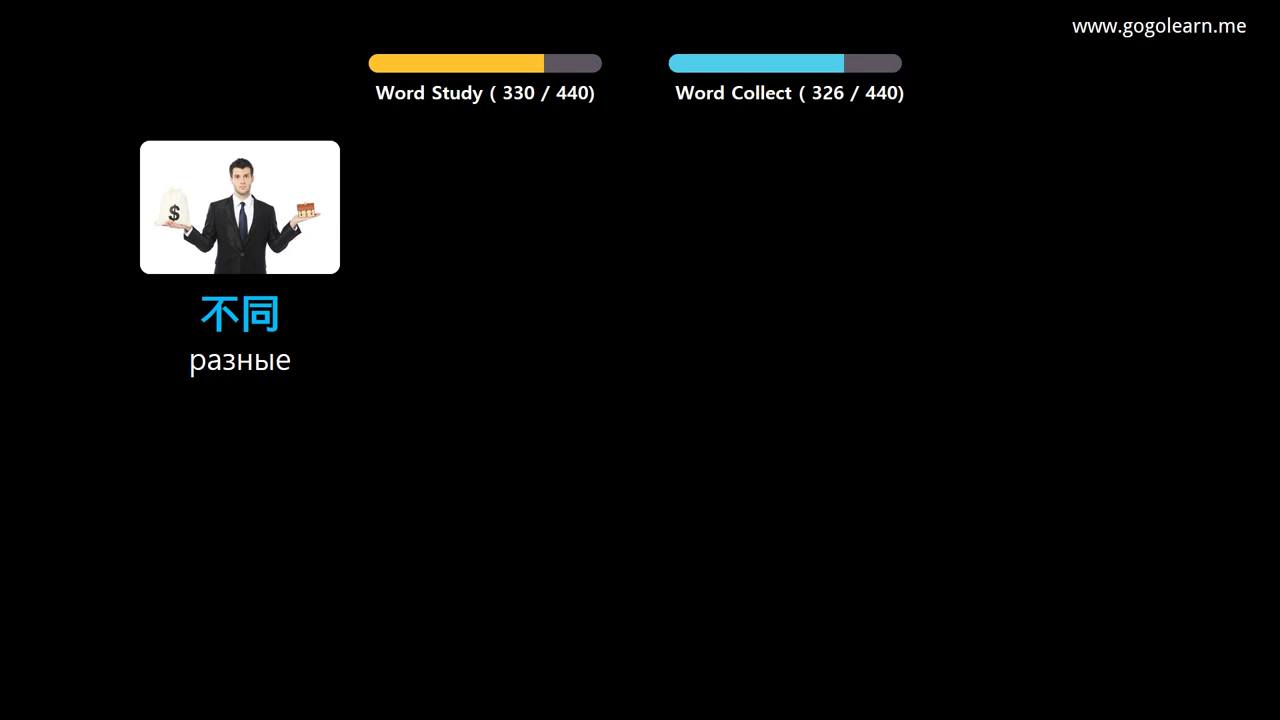 www.gogolearn.me
Word Study ( 330 / 440)
Word Collect ( 326 / 440)
$
不同
разные